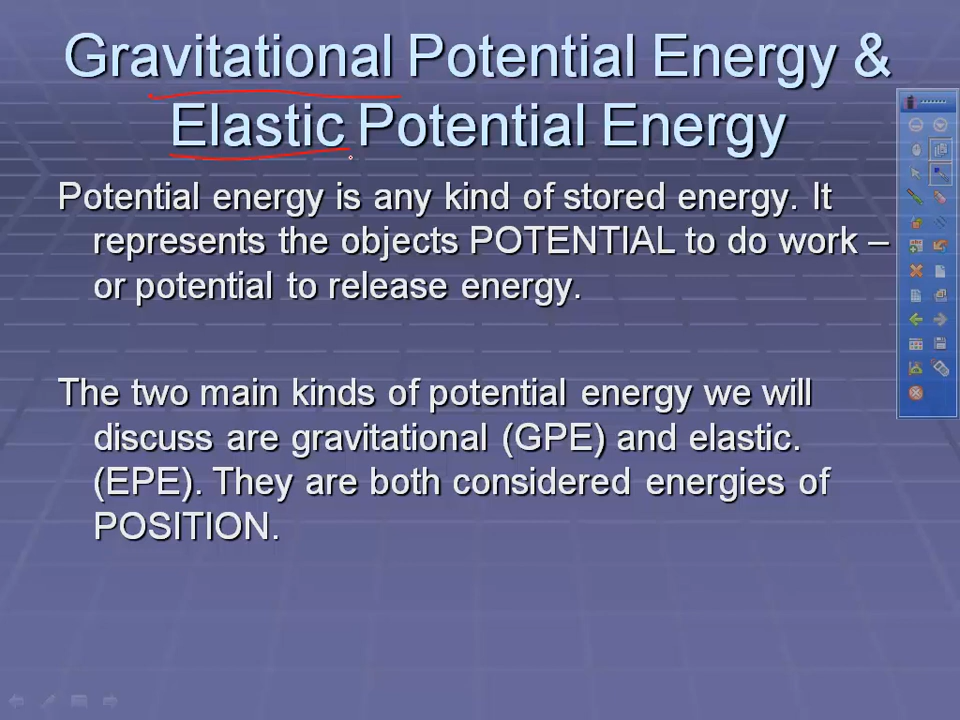 Gravitational Potential Energy &
Elastic Potential Energy
Potential energy is any kind of stored energy. It
represents the objects POTENTIAL to do work –
or potential to release energy.
The two main kinds of potential energy we will
discuss are gravitational (GPE) and elastic.
(EPE). They are both considered energies of
POSITION.